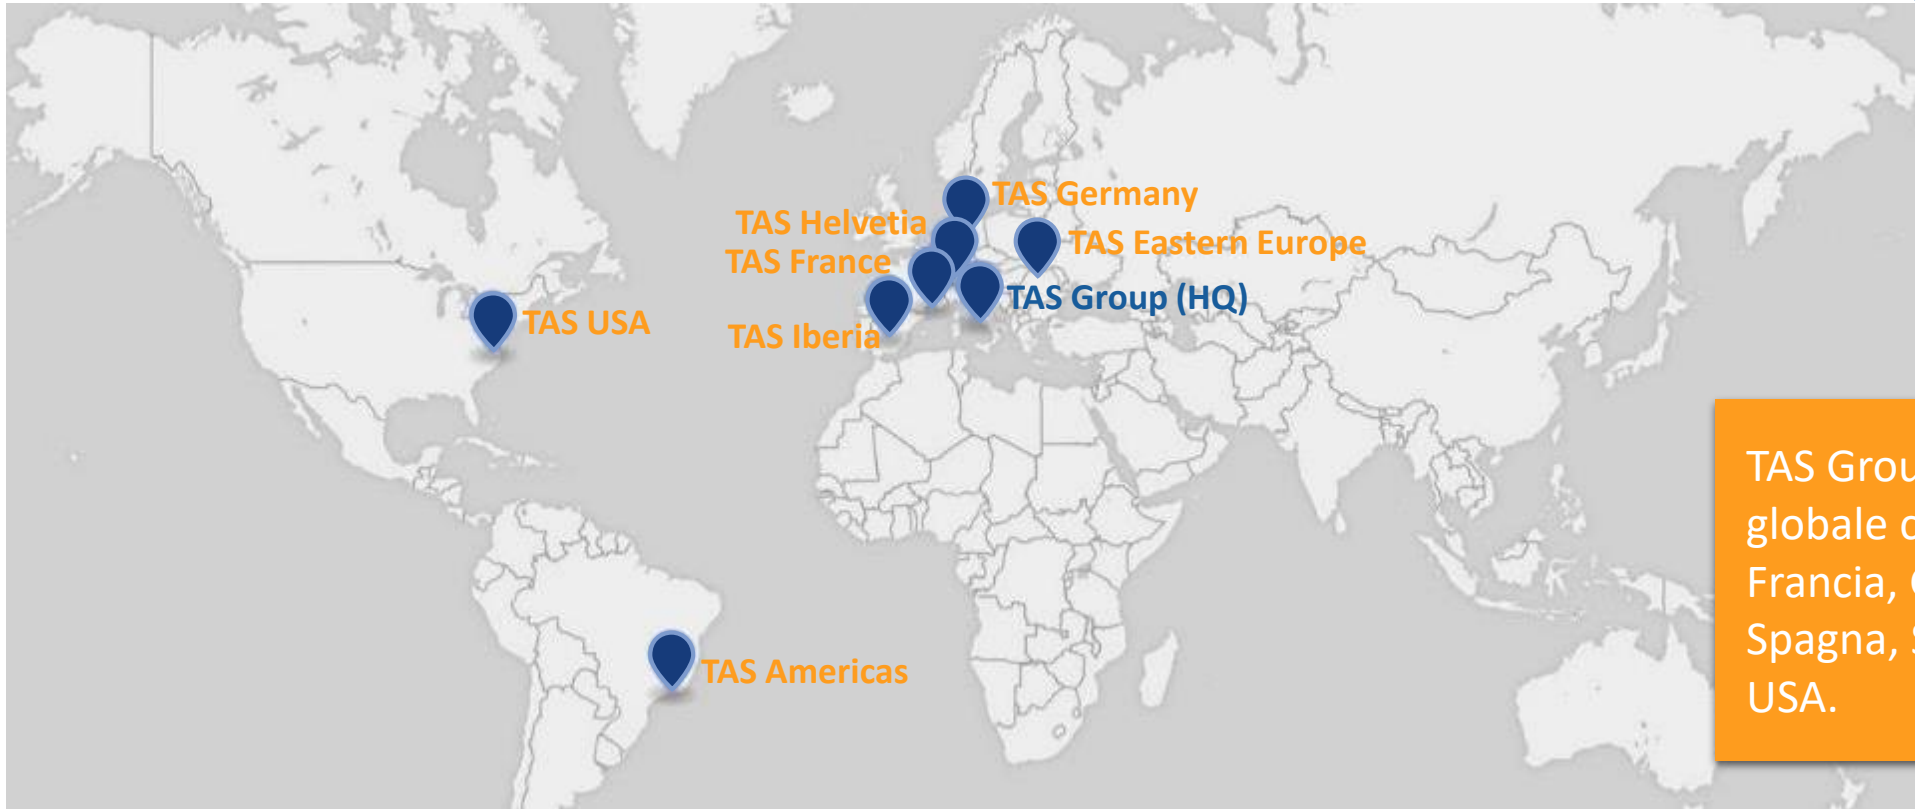 TAS Germany
TAS Helvetia
TAS Eastern Europe
TAS France
TAS Group (HQ)
TAS USA
TAS Iberia
TAS Americas
TAS
globale
Francia,
Spagna,
USA.